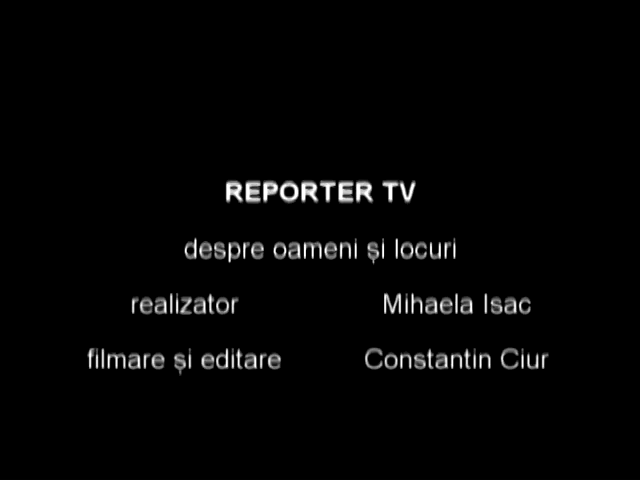 REPORTER TV
despre oameni și locuri
realizator Mihaela Isac
filmare și editare Constantin Ciur